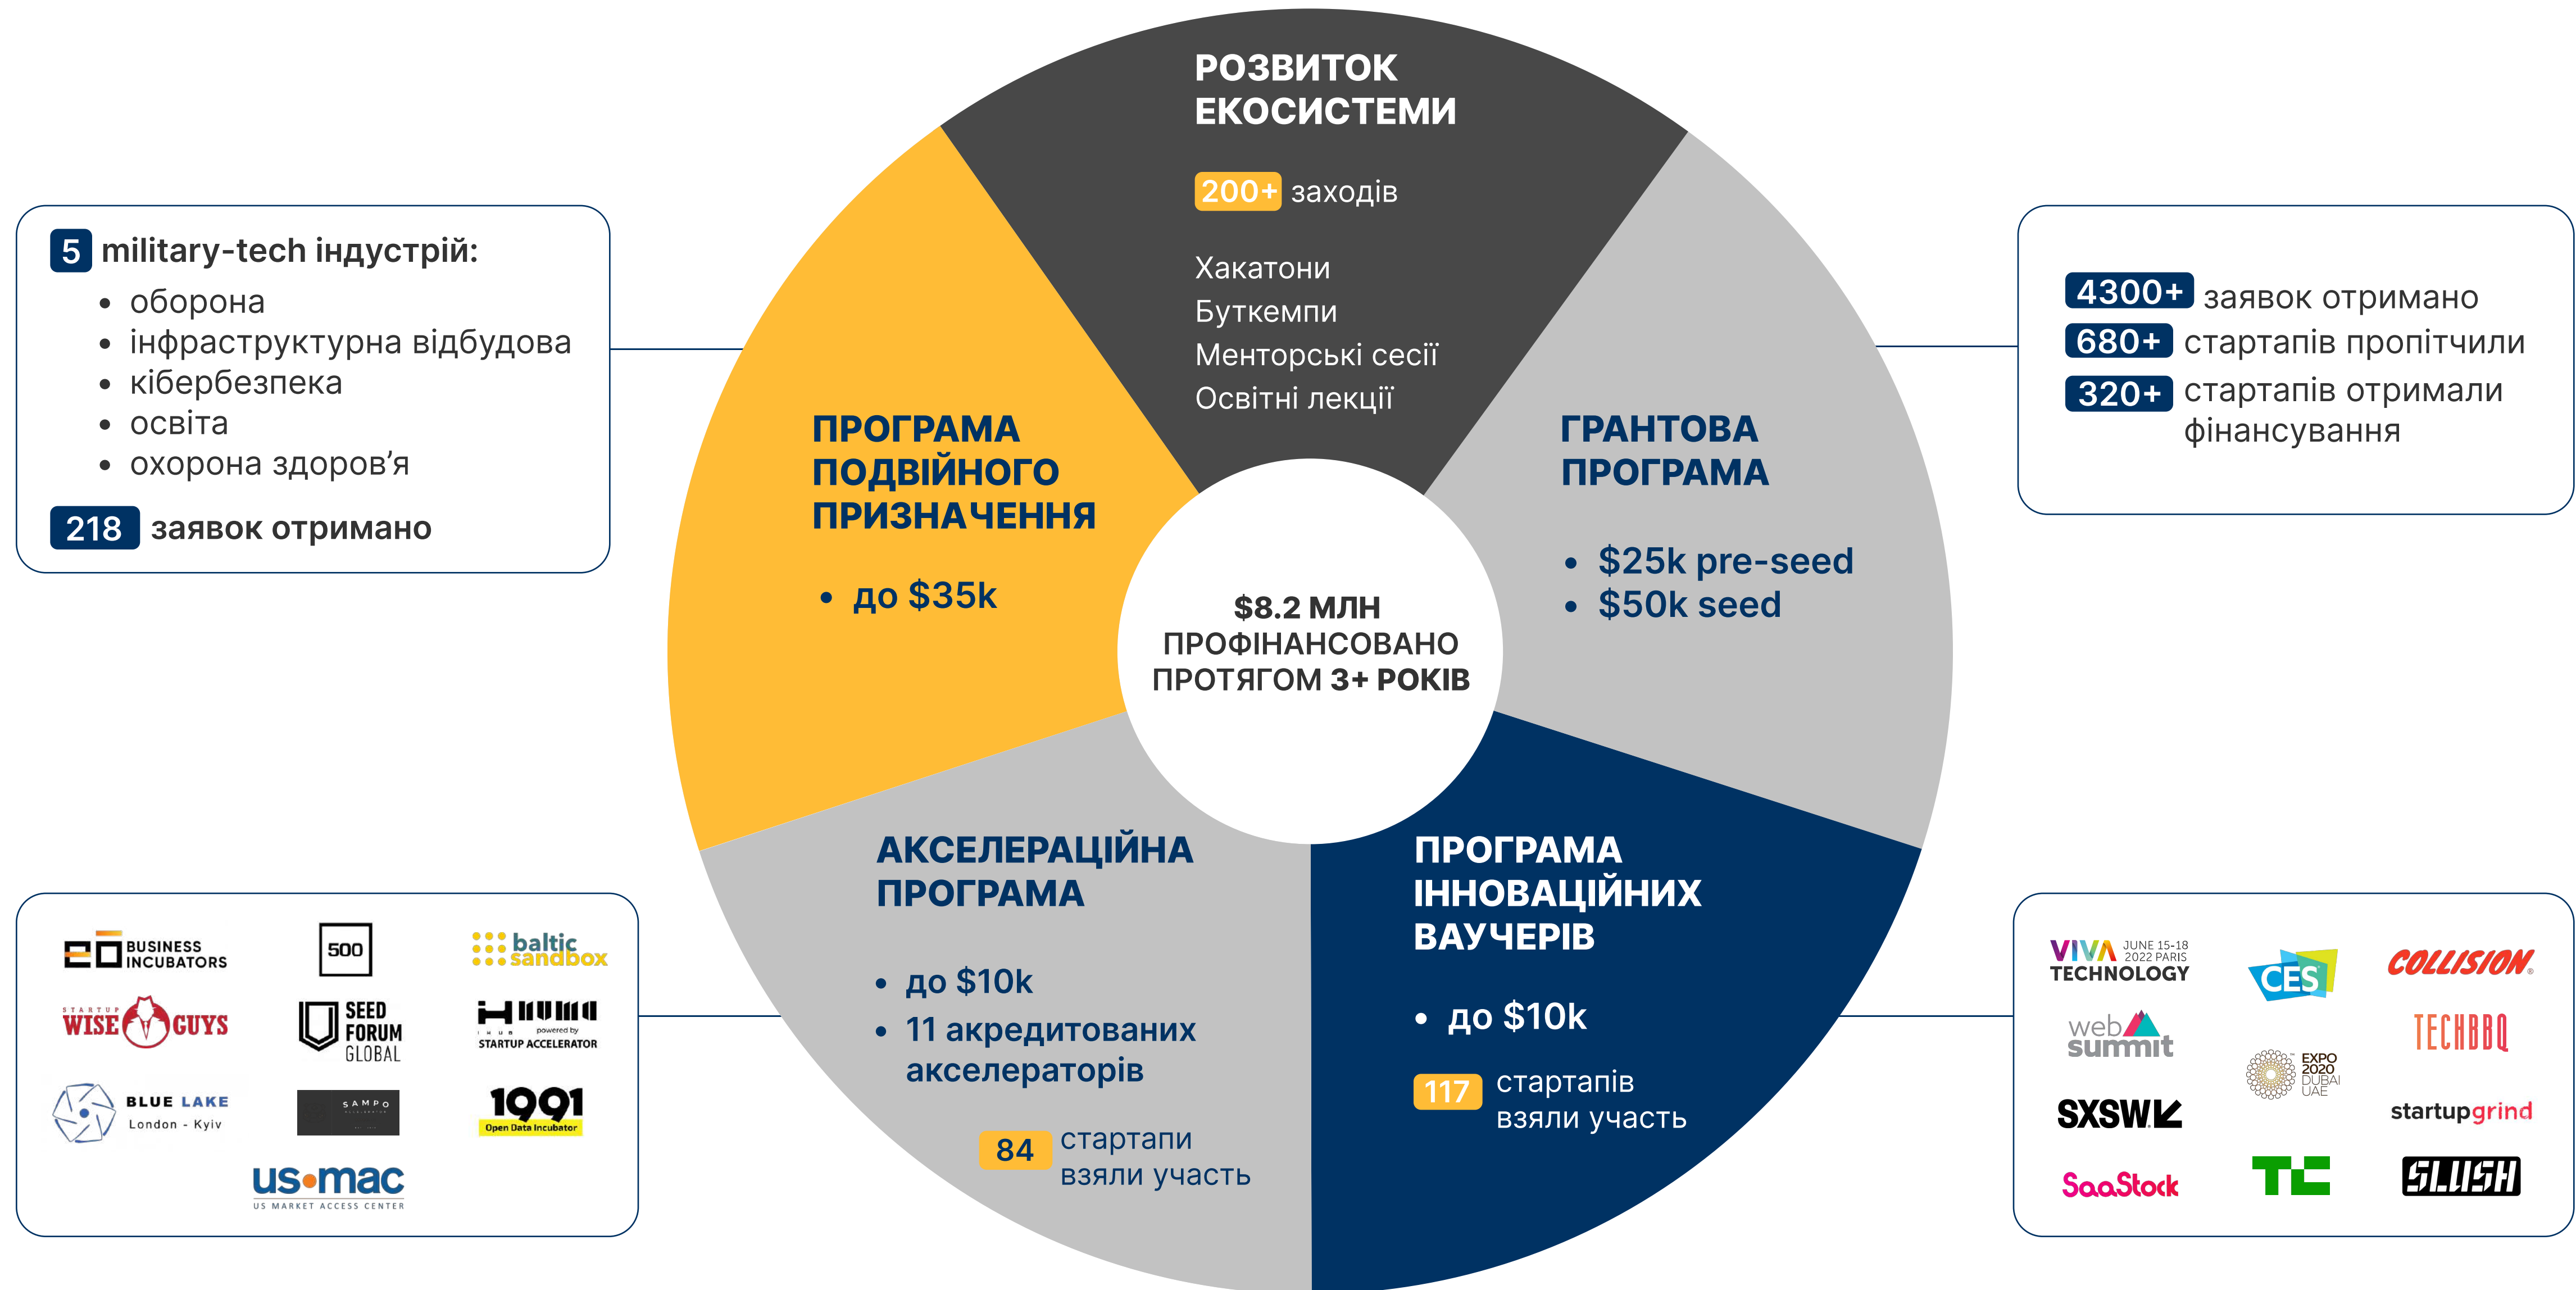 РОЗВИТОК
ЕКОСИСТЕМИ
200+ заходів
Хакатони
Буткемпи
Менторські сесії
Освітні лекції
5 military-tech індустрій:
• оборона
• інфраструктурна відбудова
• кібербезпека
• освіта
• охорона здоров’я
218 заявок отримано
ПРОГРАМА
ПОДВІЙНОГО
ПРИЗНАЧЕННЯ
• до $35k
ГРАНТОВА
ПРОГРАМА
• $25k pre-seed
• $50k seed
4300+ заявок отримано
680+ стартапів пропітчили
320+ стартапів отримали
фінансування
$8.2 МЛН
ПРОФІНАНСОВАНО
ПРОТЯГОМ 3+ РОКІВ
АКСЕЛЕРАЦІЙНА
ПРОГРАМА
• до $10k
• 11 акредитованих
акселераторів
84 стартапи
взяли участь
ПРОГРАМА
ІННОВАЦІЙНИХ
ВАУЧЕРІВ
• до $10k
117 стартапів
взяли участь
BUSINESS
INCUBATORS
500
baltic
sandbox
STARTUP
WISE GUYS
SEED
FORUM
GLOBAL
HUMA
IHUB powered by
STARTUP ACCELERATOR
BLUE LAKE
London - Kyiv
SAMPO
1991
Open Data Incubator
us mac
US MARKET ACCESS CENTER
VIVA JUNE 15-18
2022 PARIS
TECHNOLOGY
CES
COLLISION
web
summit
EXPO
2020
DUBAI
UAE
TECHBBQ
SXSW
startupgrind
SaaStock
TC
SLUSH